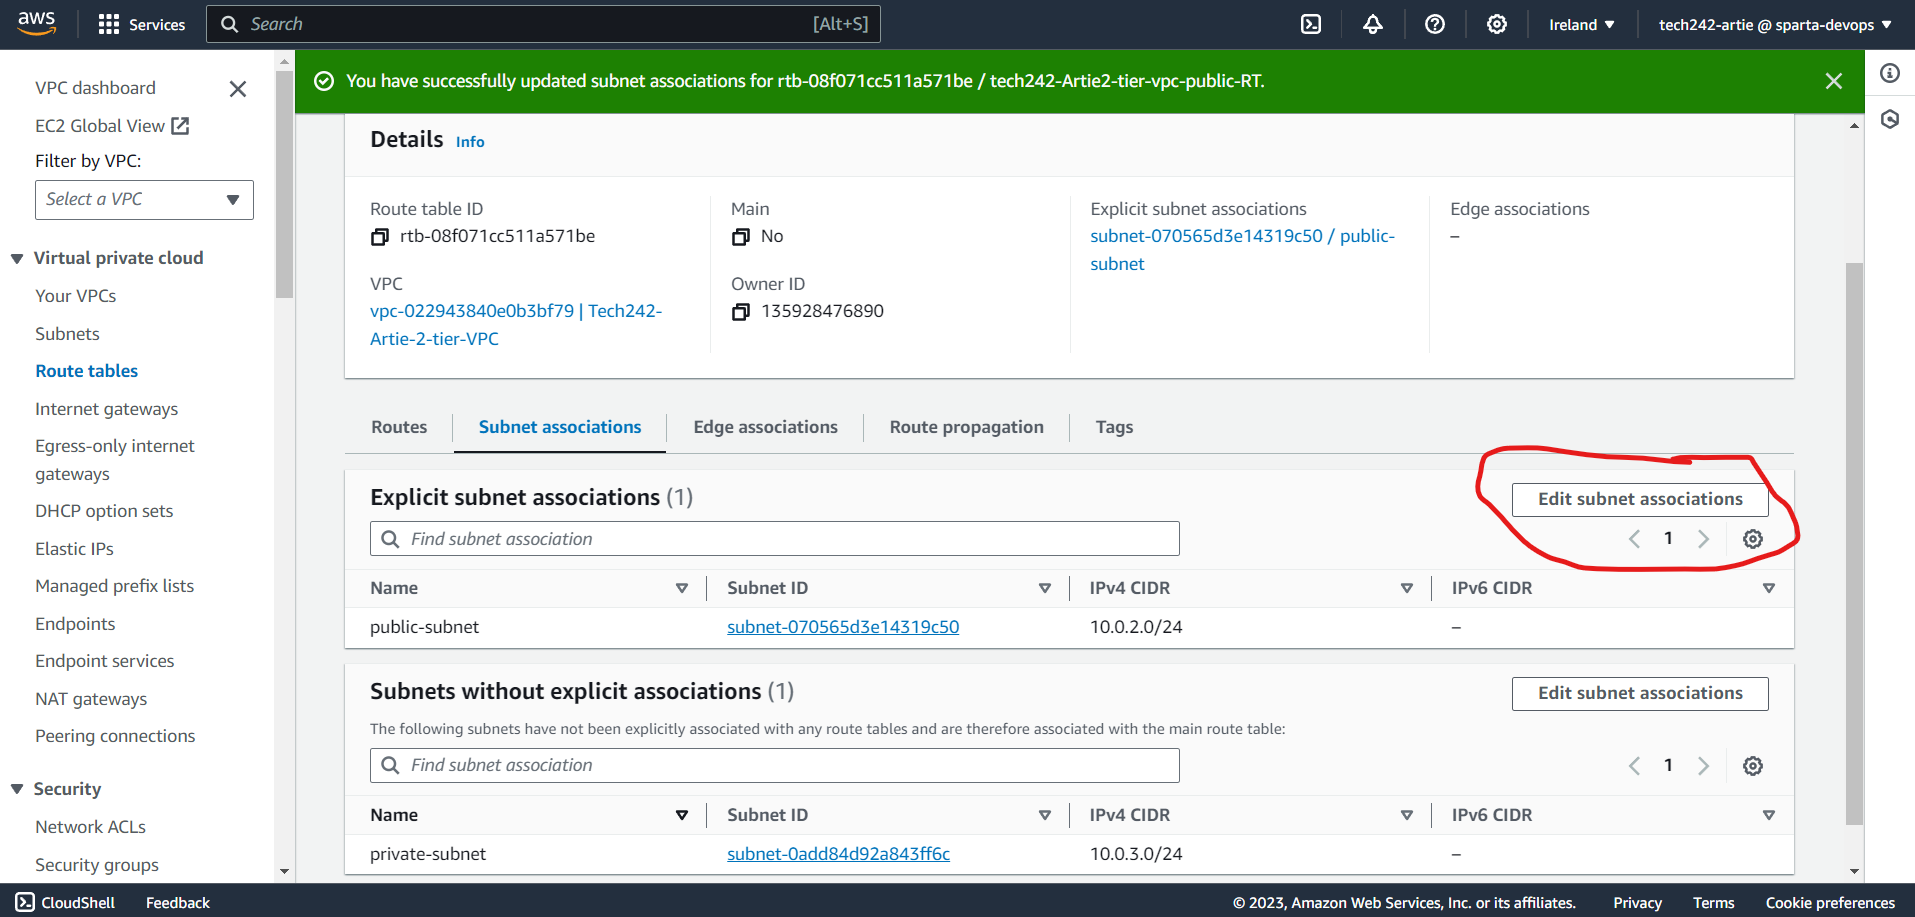 aws
Services
Search
[Alt+S]
Ireland
tech242-artie @ sparta-devops
VPC dashboard
EC2 Global View
Filter by VPC:
Select a VPC
Virtual private cloud
Your VPCs
Subnets
Route tables
Internet gateways
Egress-only internet
gateways
DHCP option sets
Elastic IPs
Managed prefix lists
Endpoints
Endpoint services
NAT gateways
Peering connections
Security
Network ACLs
Security groups
You have successfully updated subnet associations for rtb-08f071cc511a571be / tech242-Artie2-tier-vpc-public-RT.
Details Info
Route table ID
rtb-08f071cc511a571be
VPC
vpc-022943840e0b3bf79 | Tech242-
Artie-2-tier-VPC
Main
No
Owner ID
135928476890
Explicit subnet associations
subnet-070565d3e14319c50 / public-
subnet
Edge associations
–
Routes
Subnet associations
Edge associations
Route propagation
Tags
Explicit subnet associations (1)
Edit subnet associations
Find subnet association
1
Name Subnet ID IPv4 CIDR IPv6 CIDR
public-subnet subnet-070565d3e14319c50 10.0.2.0/24 –
Subnets without explicit associations (1)
Edit subnet associations
The following subnets have not been explicitly associated with any route tables and are therefore associated with the main route table:
Find subnet association
1
Name Subnet ID IPv4 CIDR IPv6 CIDR
private-subnet subnet-0add84d92a843ff6c 10.0.3.0/24 –
CloudShell
Feedback
© 2023, Amazon Web Services, Inc. or its affiliates.
Privacy
Terms
Cookie preferences